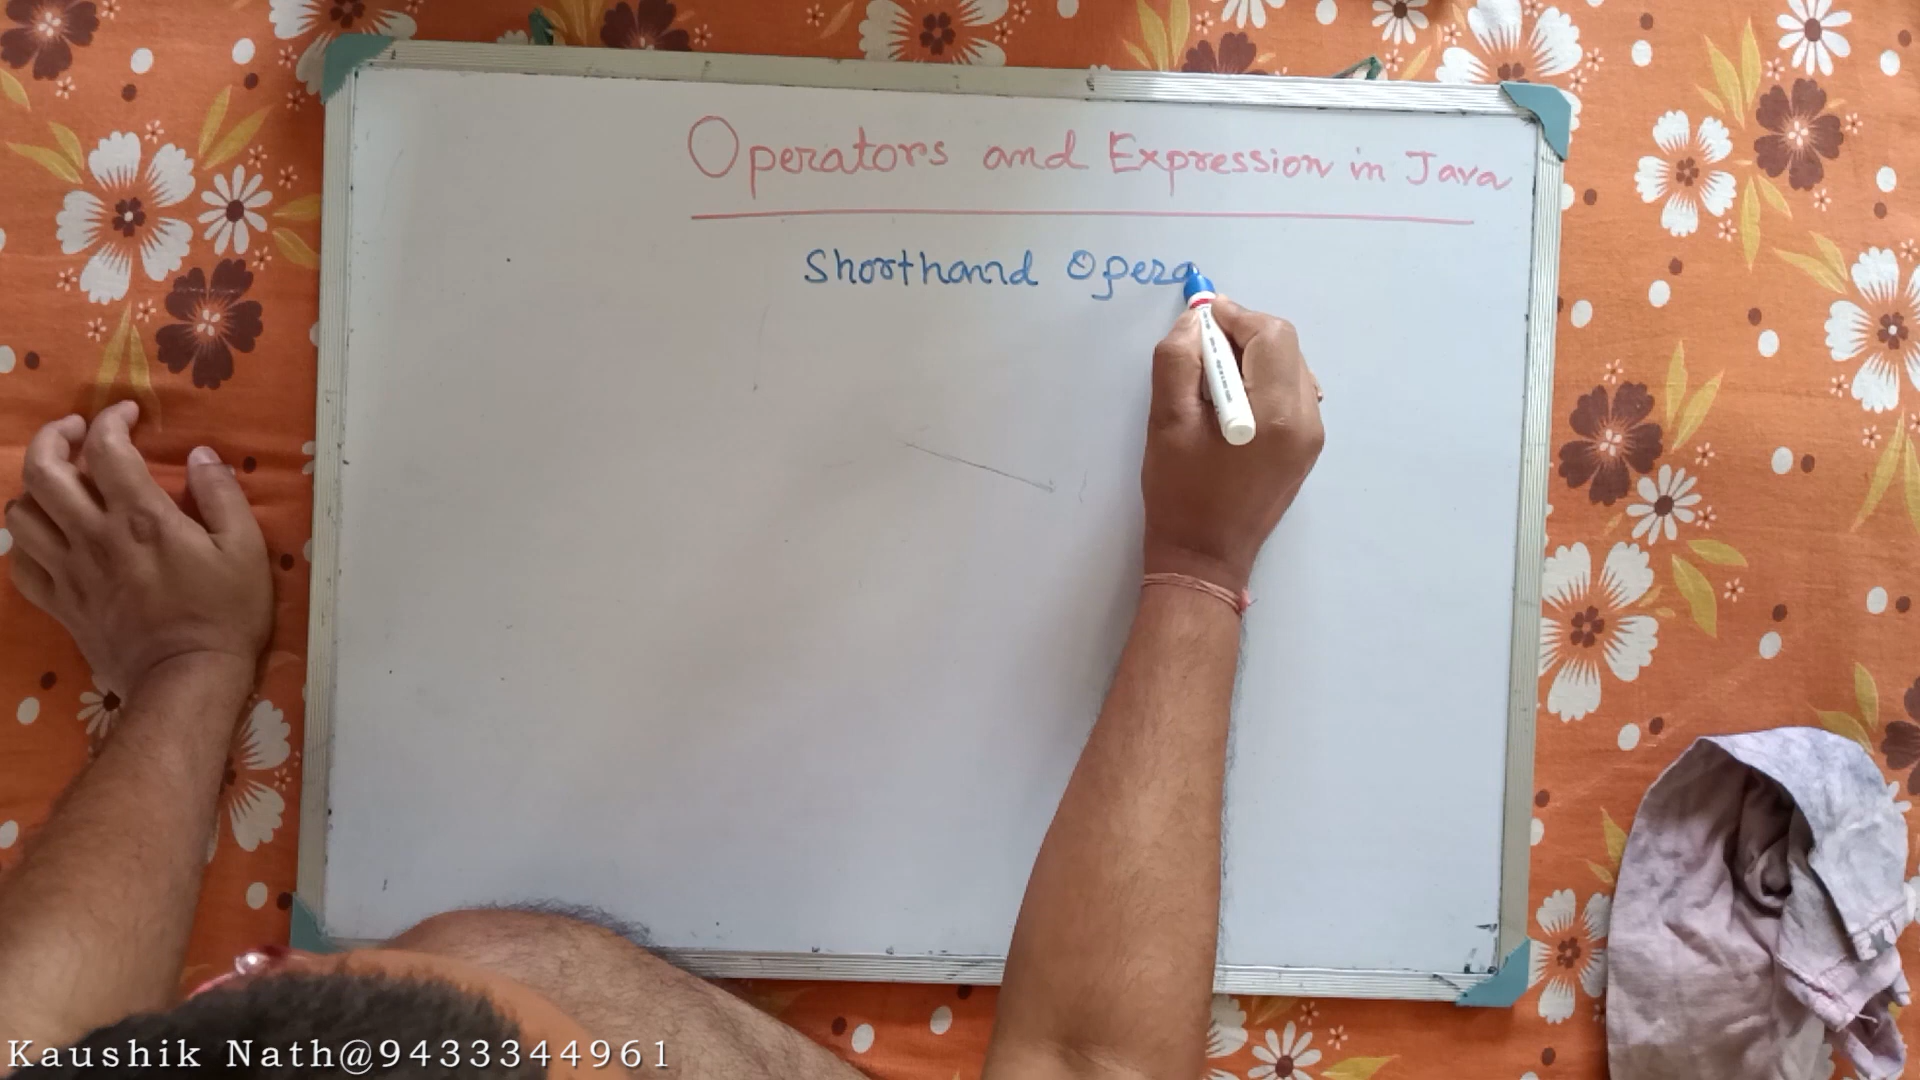 Operators and Expression in Java
Shorthand Opera
Kaushik Nath@9433344961